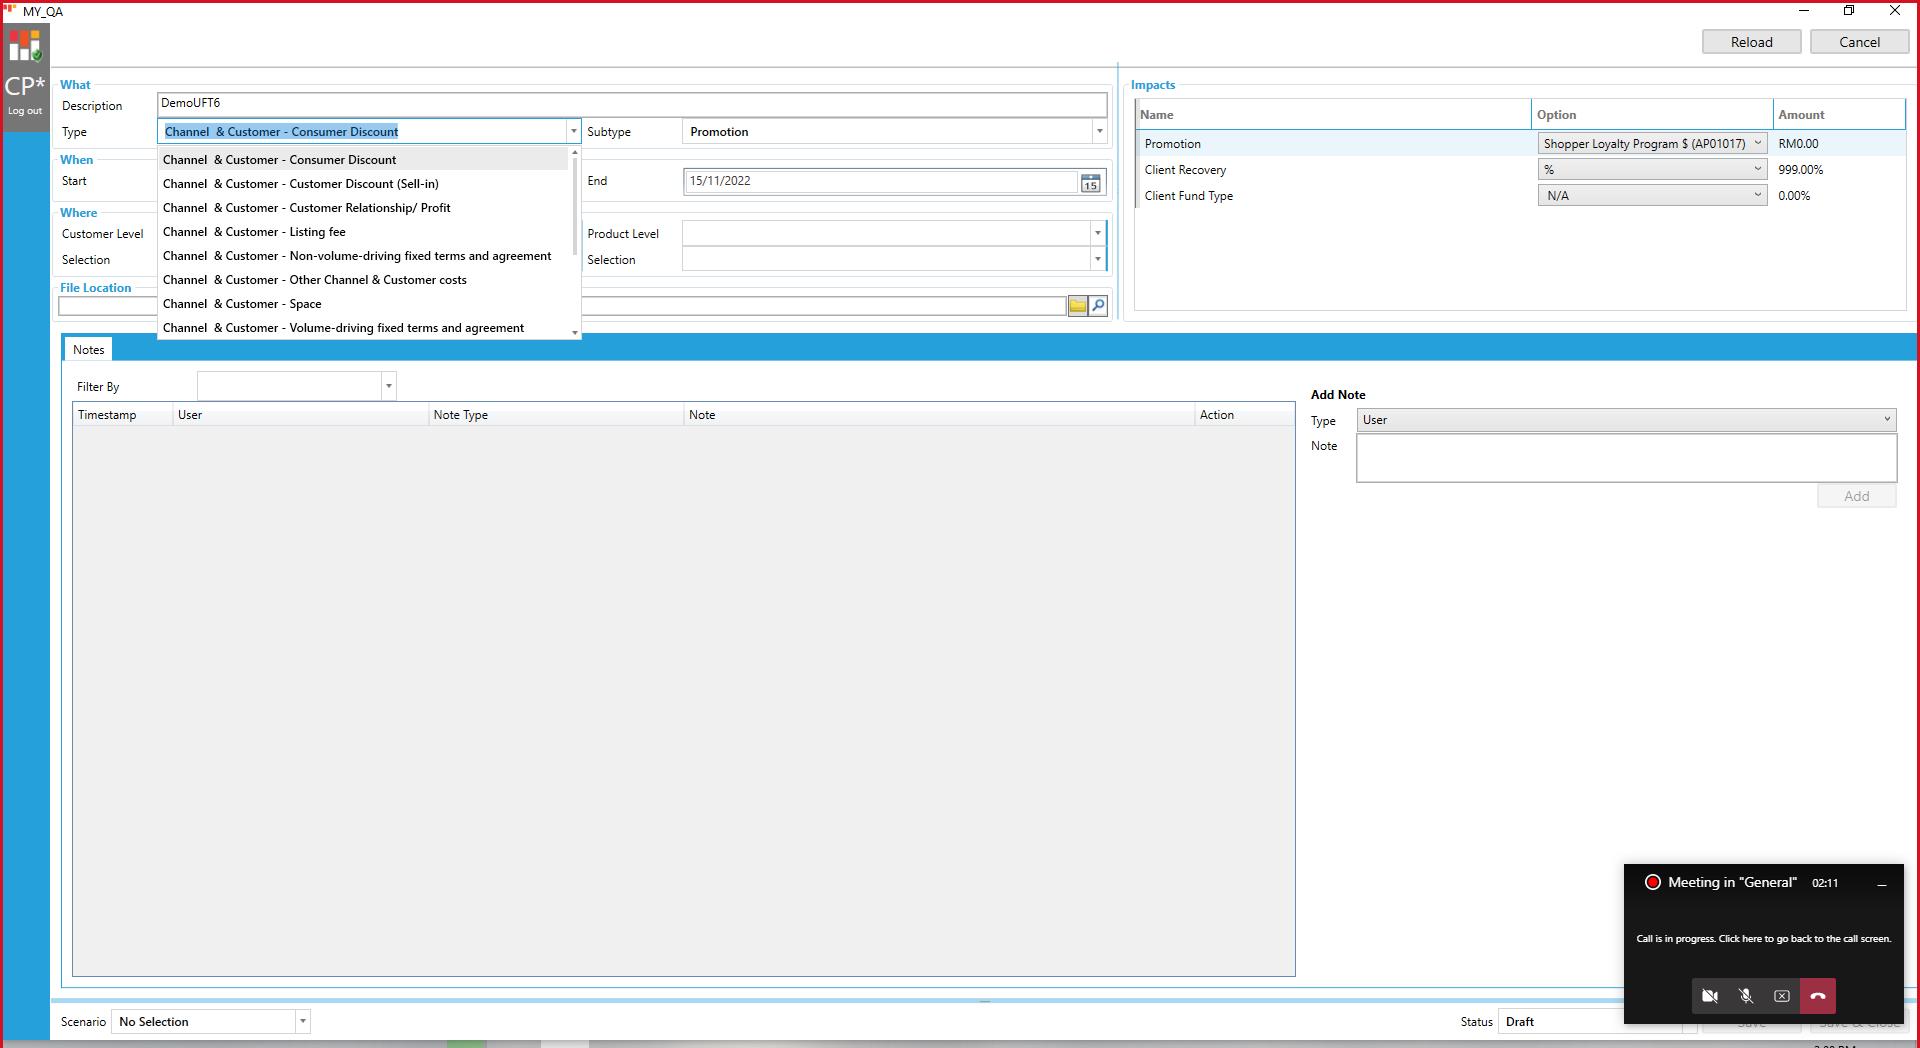 MY_QA
Reload
Cancel
CP*
Log out
What
Description
DemoUFT6
Type
Channel & Customer - Consumer Discount
Subtype
Promotion
Channel & Customer - Consumer Discount
Channel & Customer - Customer Discount (Sell-in)
Channel & Customer - Customer Relationship/ Profit
Channel & Customer - Listing fee
Channel & Customer - Non-volume-driving fixed terms and agreement
Channel & Customer - Other Channel & Customer costs
Channel & Customer - Space
Channel & Customer - Volume-driving fixed terms and agreement
When
Start
End
15/11/2022
15
Where
Customer Level
Product Level
Selection
Selection
File Location
Impacts
Name Option Amount
Promotion Shopper Loyalty Program $ (AP01017) RM0.00
Client Recovery % 999.00%
Client Fund Type N/A 0.00%
Notes
Filter By
Timestamp User Note Type Note Action
Add Note
Type User
Note
Add
Meeting in "General" 02:11
Call is in progress. Click here to go back to the call screen.
Scenario No Selection
Status Draft
Save
Save & Close